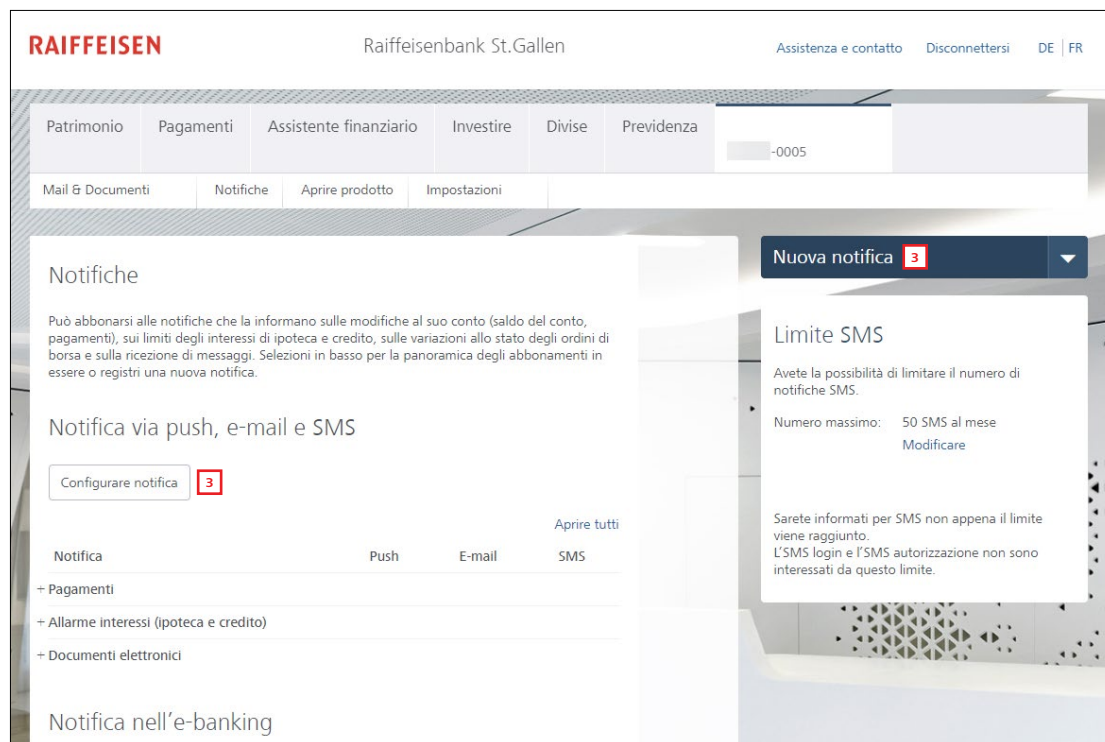 RAIFFEISEN
Raiffeisenbank St.Gallen
Assistenza e contatto Disconnettersi DE | FR
Patrimonio Pagamenti Assistente finanziario Investire Divise Previdenza
-0005
Mail & Documenti Notifiche Aprire prodotto Impostazioni
Notifiche
Può abbonarsi alle notifiche che la informano sulle modifiche al suo conto (saldo del conto,
pagamenti), sui limiti degli interessi di ipoteca e credito, sulle variazioni allo stato degli ordini di
borsa e sulla ricezione di messaggi. Selezioni in basso per la panoramica degli abbonamenti in
essere o registri una nuova notifica.
Notifica via push, e-mail e SMS
Configurare notifica 3
Aprire tutti
Notifica Push E-mail SMS
+ Pagamenti
+ Allarme interessi (ipoteca e credito)
+ Documenti elettronici
Notifica nell'e-banking
Nuova notifica 3
Limite SMS
Avete la possibilità di limitare il numero di
notifiche SMS.
Numero massimo: 50 SMS al mese
Modificare
Sarete informati per SMS non appena il limite
viene raggiunto.
L'SMS login e l'SMS autorizzazione non sono
interessati da questo limite.